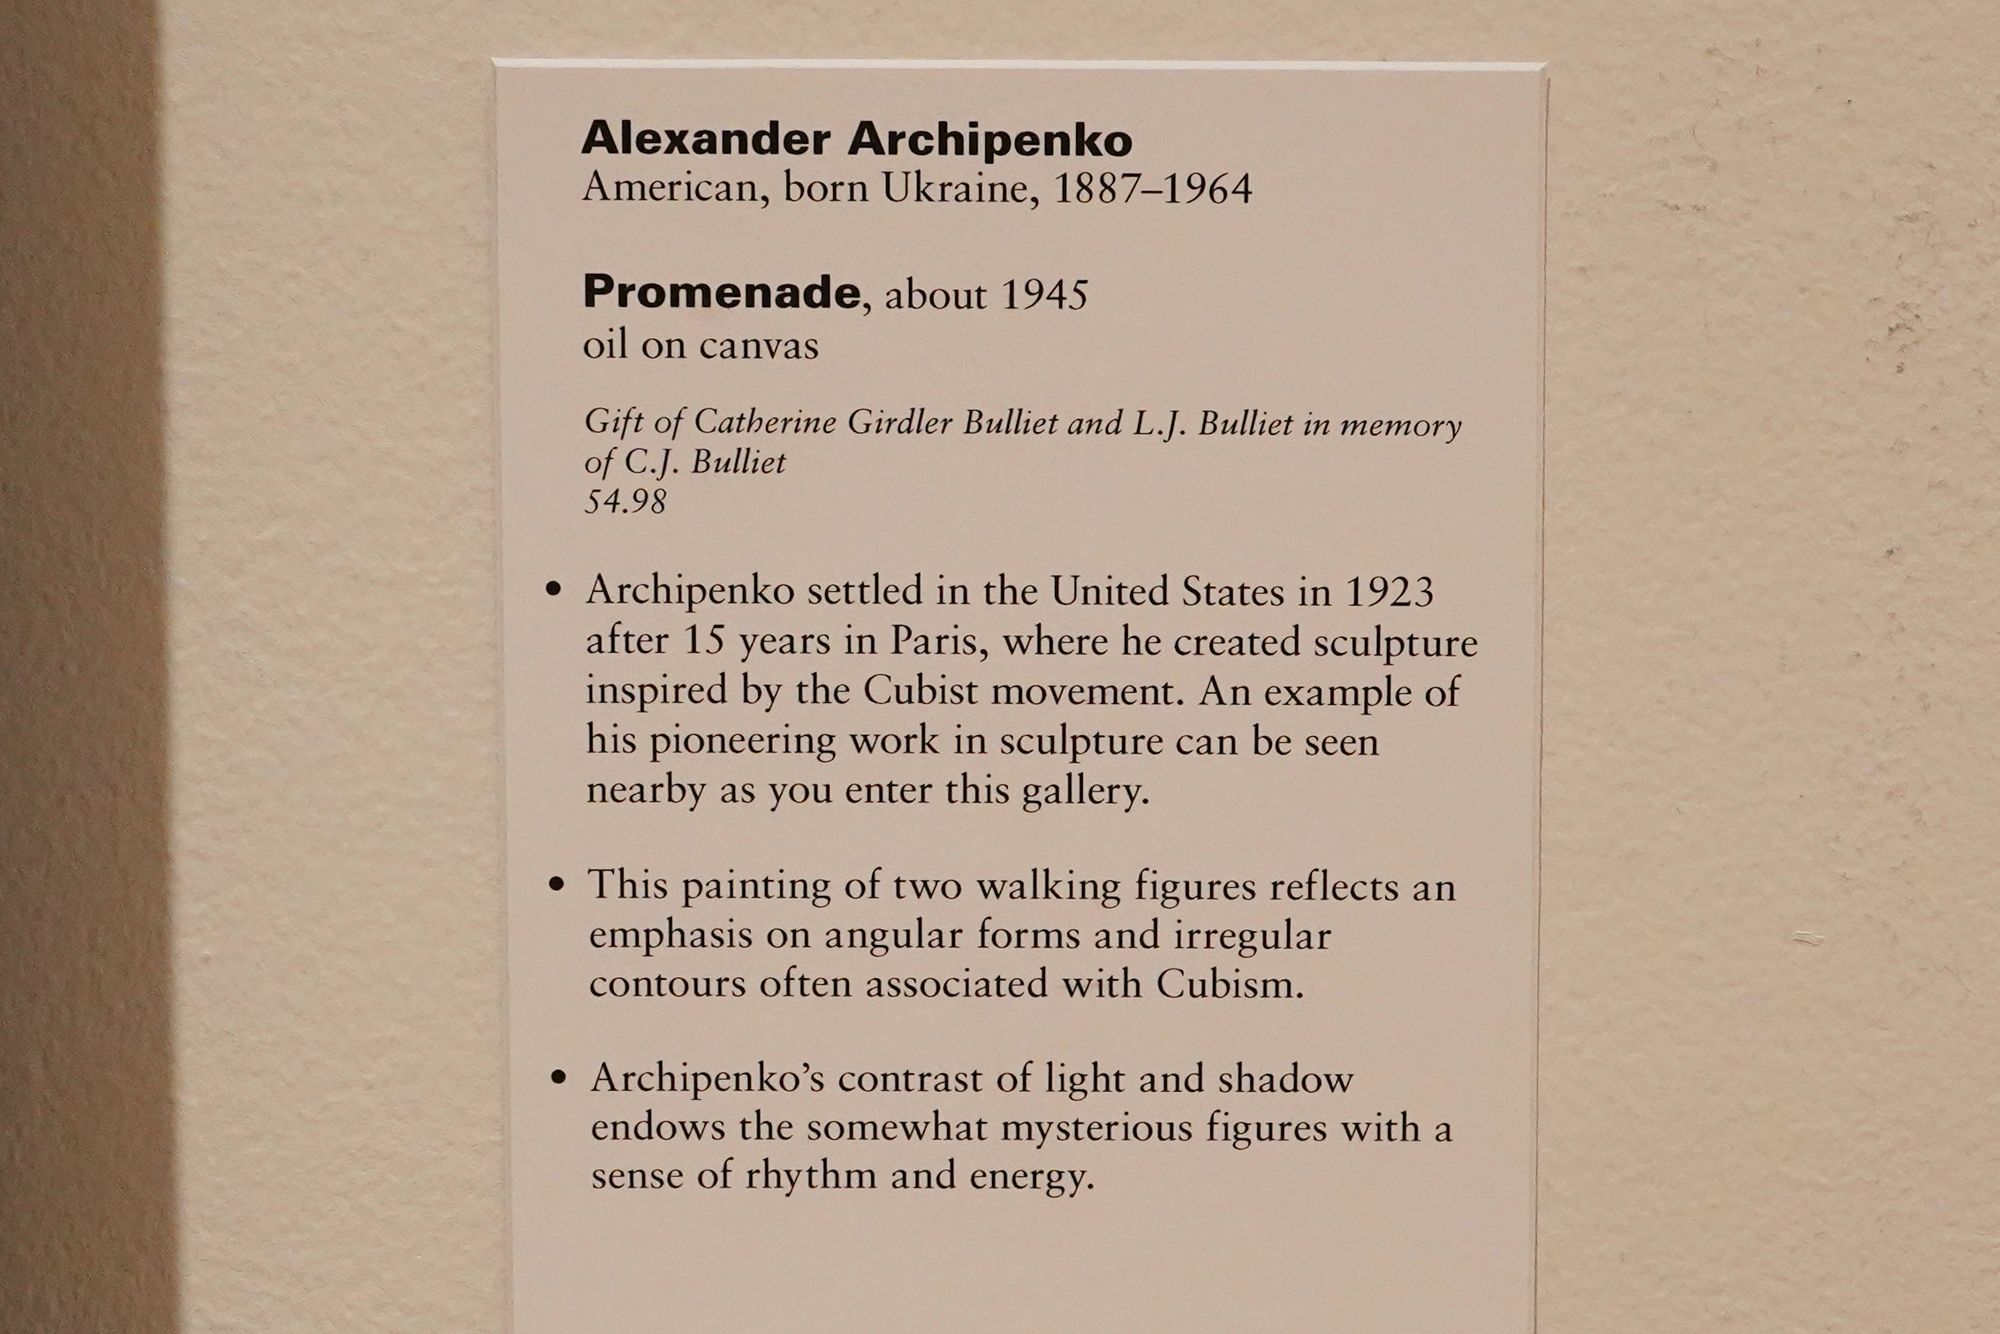 Alexander Archipenko
American, born Ukraine, 1887–1964
Promenade, about 1945
oil on canvas
Gift of Catherine Girdler Bulliet and L.J. Bulliet in memory
of C.J. Bulliet
54.98
• Archipenko settled in the United States in 1923
after 15 years in Paris, where he created sculpture
inspired by the Cubist movement. An example of
his pioneering work in sculpture can be seen
nearby as you enter this gallery.
• This painting of two walking figures reflects an
emphasis on angular forms and irregular
contours often associated with Cubism.
• Archipenko’s contrast of light and shadow
endows the somewhat mysterious figures with a
sense of rhythm and energy.